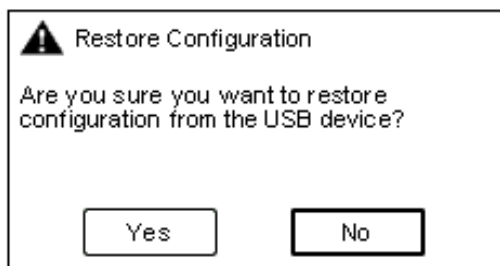 Restore Configuration
Are you sure you want to restore
configuration from the USB device?
Yes
No